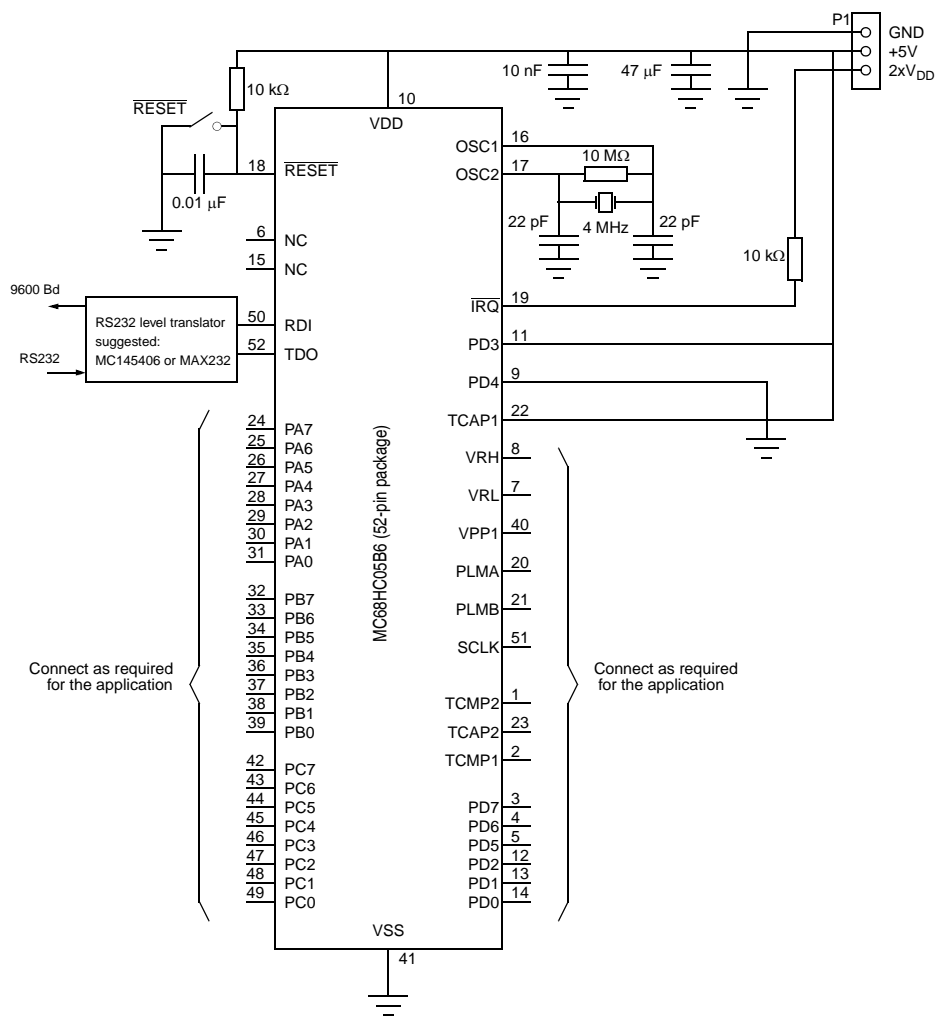 P1
GND
+5V
2xVDD
10 nF
47 µF
10 kΩ
RESET
0.01 µF
10
VDD
18
RESET
6
NC
15
NC
9600 Bd
RS232
RS232 level translator
suggested:
MC145406 or MAX232
50
RDI
52
TDO
16
OSC1
17
OSC2
10 MΩ
4 MHz
22 pF
22 pF
10 kΩ
IRQ
19
PD3
11
PD4
9
TCAP1
22
MC68HC05B6 (52-pin package)
Connect as required
for the application
24 PA7
25 PA6
26 PA5
27 PA4
28 PA3
29 PA2
30 PA1
31 PA0
32 PB7
33 PB6
34 PB5
35 PB4
36 PB3
37 PB2
38 PB1
39 PB0
42 PC7
43 PC6
44 PC5
45 PC4
46 PC3
47 PC2
48 PC1
49 PC0
VRH 8
VRL 7
VPP1 40
PLMA 20
PLMB 21
SCLK 51
TCMP2 1
TCAP2 23
TCMP1 2
PD7 3
PD6 4
PD5 5
PD2 12
PD1 13
PD0 14
Connect as required
for the application
VSS
41